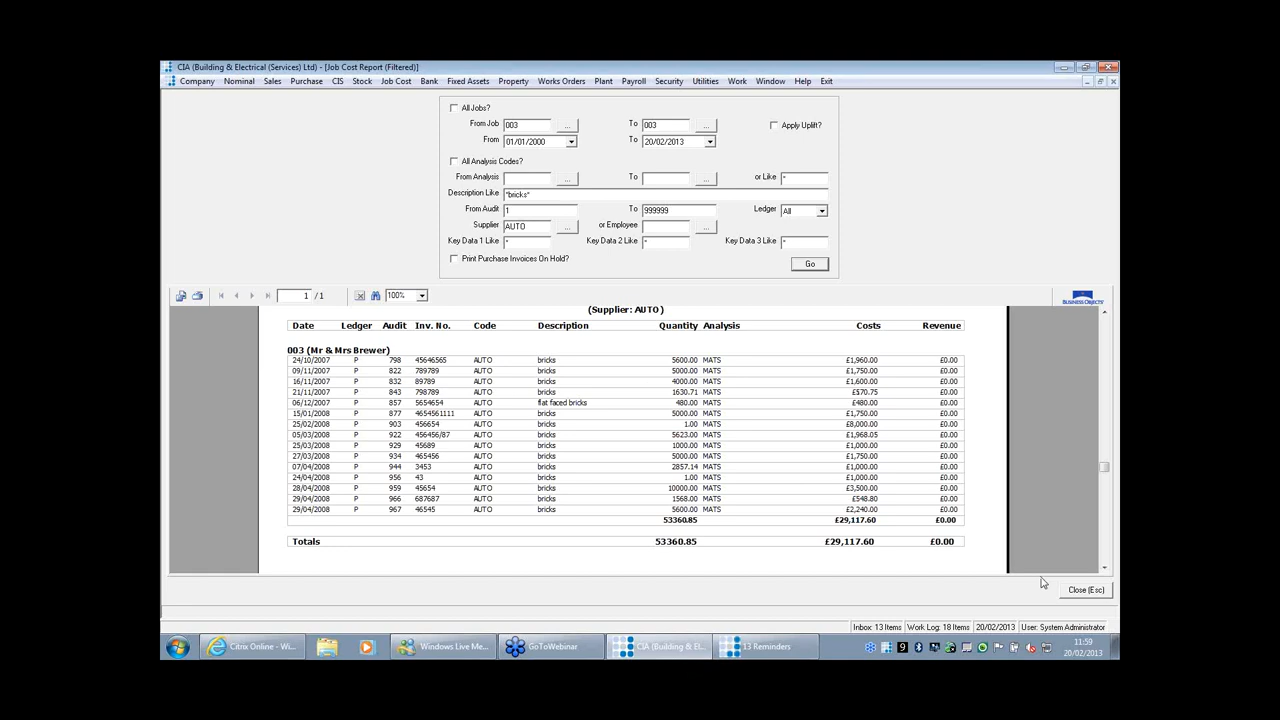 CIA (Building & Electrical (Services) Ltd) - [Job Cost Report (Filtered)]
Company Nominal Sales Purchase CIS Stock Job Cost Bank Fixed Assets Property Works Orders Plant Payroll Security Utilities Work Window Help Exit
All Jobs?
From Job 003 ... To 003 ... Apply Uplift?
From 01/01/2000 To 20/02/2013
All Analysis Codes?
From Analysis ... To ... or Like *
Description Like *bricks*
From Audit 1 To 999999 Ledger All
Supplier AUTO ... or Employee ...
Key Data 1 Like * Key Data 2 Like * Key Data 3 Like *
Print Purchase Invoices On Hold? Go
1 / 1 100% BUSINESS OBJECTS
(Supplier: AUTO )
Date Ledger Audit Inv. No. Code Description Quantity Analysis Costs Revenue
003 (Mr & Mrs Brewer)
24/10/2007 P 798 45646565 AUTO bricks 5600.00 MATS £1,960.00 £0.00
09/11/2007 P 822 789789 AUTO bricks 5000.00 MATS £1,750.00 £0.00
16/11/2007 P 832 89789 AUTO bricks 4000.00 MATS £1,600.00 £0.00
21/11/2007 P 843 798789 AUTO bricks 1630.71 MATS £570.75 £0.00
06/12/2007 P 857 5654654 AUTO flat faced bricks 480.00 MATS £480.00 £0.00
15/01/2008 P 877 4654561111 AUTO bricks 5000.00 MATS £1,750.00 £0.00
25/02/2008 P 903 456654 AUTO bricks 1.00 MATS £8,000.00 £0.00
05/03/2008 P 922 456456/87 AUTO bricks 5623.00 MATS £1,968.05 £0.00
25/03/2008 P 929 45689 AUTO bricks 1000.00 MATS £1,000.00 £0.00
27/03/2008 P 934 465456 AUTO bricks 5000.00 MATS £1,750.00 £0.00
07/04/2008 P 944 3453 AUTO bricks 2857.14 MATS £1,000.00 £0.00
24/04/2008 P 956 43 AUTO bricks 1.00 MATS £1,000.00 £0.00
28/04/2008 P 959 45654 AUTO bricks 10000.00 MATS £3,500.00 £0.00
29/04/2008 P 966 687687 AUTO bricks 1568.00 MATS £548.80 £0.00
29/04/2008 P 967 46545 AUTO bricks 5600.00 MATS £2,240.00 £0.00
53360.85 £29,117.60 £0.00
Totals 53360.85 £29,117.60 £0.00
Close (Esc)
Inbox: 13 Items Work Log: 18 Items 20/02/2013 User: System Administrator
Citrix Online - Wi... Windows Live Me... GoToWebinar CIA (Building & El... 13 Reminders 9 11:59
20/02/2013